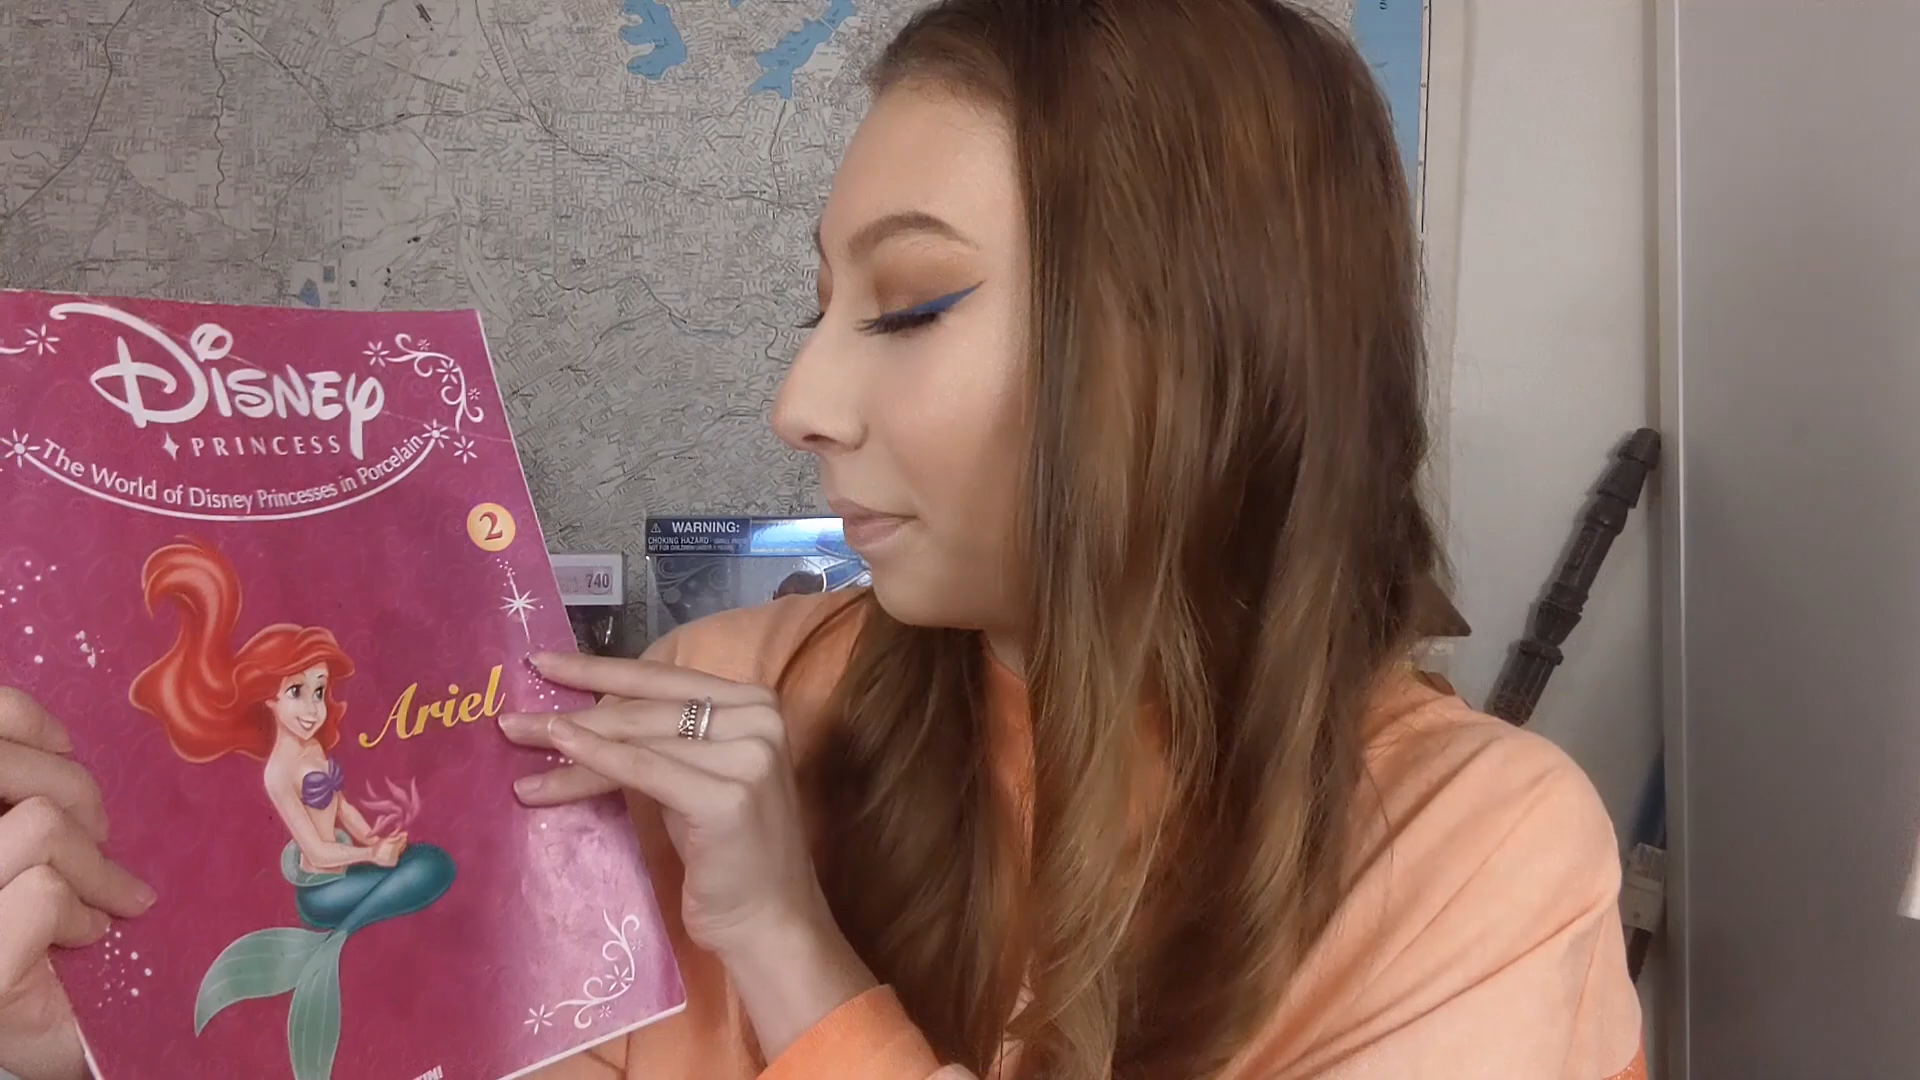 DISNEY
PRINCESS
The World of Disney Princesses in Porcelain
2
Ariel
WARNING:
CHOKING HAZARD
740